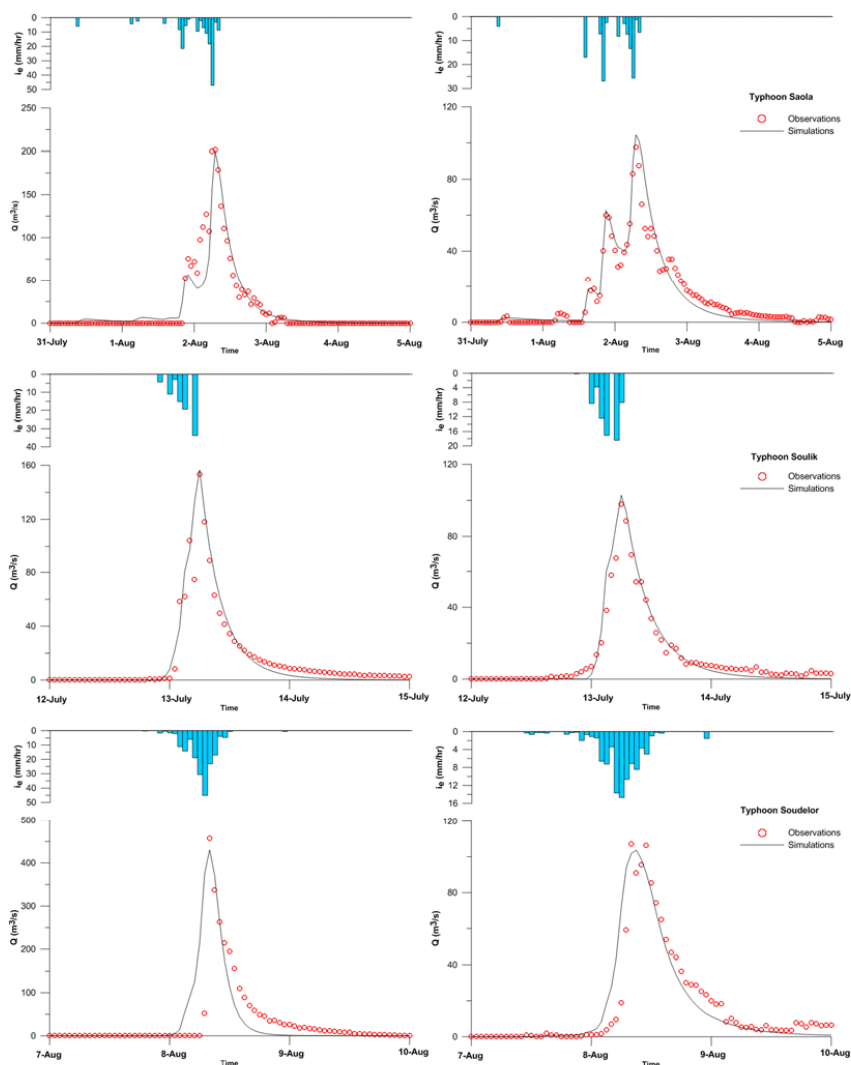 0
10
20
30
40
50
i_e (mm/hr)
250
200
150
100
50
0
Q (m³/s)
31-July
1-Aug
2-Aug
3-Aug
4-Aug
5-Aug
Time
0
10
20
30
i_e (mm/hr)
120
80
40
0
Q (m³/s)
31-July
1-Aug
2-Aug
3-Aug
4-Aug
5-Aug
Time
Typhoon Saola
Observations
Simulations
0
10
20
30
40
i_e (mm/hr)
160
120
80
40
0
Q (m³/s)
12-July
13-July
14-July
15-July
Time
0
4
8
12
16
20
i_e (mm/hr)
120
80
40
0
Q (m³/s)
12-July
13-July
14-July
15-July
Time
Typhoon Soulik
Observations
Simulations
0
10
20
30
40
50
i_e (mm/hr)
500
400
300
200
100
0
Q (m³/s)
7-Aug
8-Aug
9-Aug
10-Aug
Time
0
4
8
12
16
i_e (mm/hr)
120
80
40
0
Q (m³/s)
7-Aug
8-Aug
9-Aug
10-Aug
Time
Typhoon Soudelor
Observations
Simulations